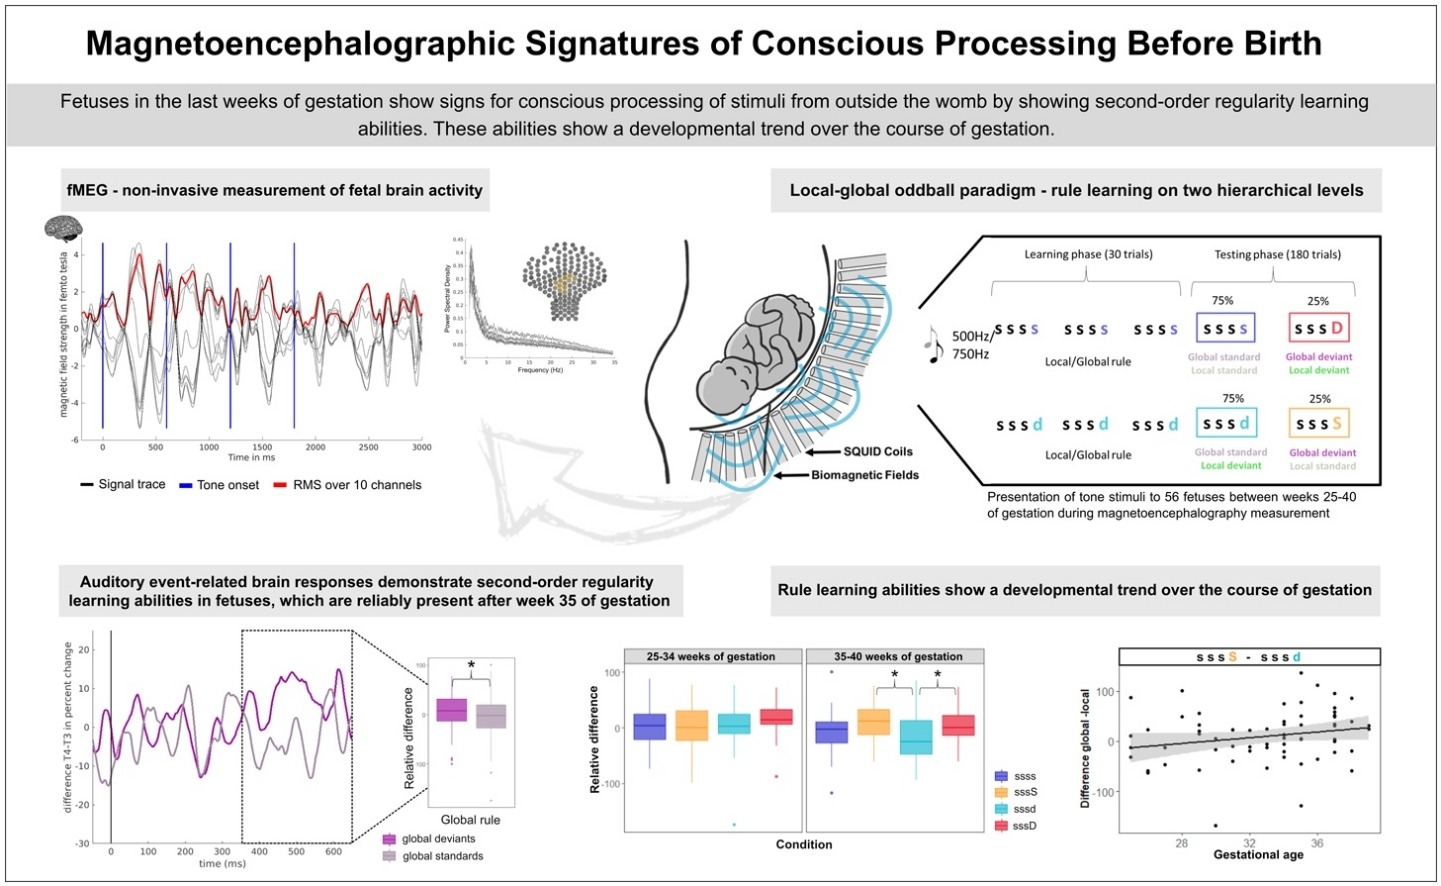 Magnetoencephalographic Signatures of Conscious Processing Before Birth
Fetuses in the last weeks of gestation show signs for conscious processing of stimuli from outside the womb by showing second-order regularity learning
abilities. These abilities show a developmental trend over the course of gestation.
fMEG - non-invasive measurement of fetal brain activity
magnetic field strength in femto tesla
4
2
0
-2
-4
-6
0 500 1000 1500 2000 2500 3000
Time in ms
Signal trace Tone onset RMS over 10 channels
Power Spectral Density
0.45
0.4
0.35
0.3
0.25
0.2
0.15
0.1
0.05
0
0 5 10 15 20 25 30 35
Frequency (Hz)
SQUID Coils
Biomagnetic Fields
Local-global oddball paradigm - rule learning on two hierarchical levels
Learning phase (30 trials) Testing phase (180 trials)
75% 25%
500Hz/
750Hz
s s s s s s s s s s s s s s s s s s s D
Local/Global rule
Global standard Global deviant
Local standard Local deviant
75% 25%
s s s d s s s d s s s d s s s d s s s S
Local/Global rule
Global standard Global deviant
Local deviant Local standard
Presentation of tone stimuli to 56 fetuses between weeks 25-40
of gestation during magnetoencephalography measurement
Auditory event-related brain responses demonstrate second-order regularity
learning abilities in fetuses, which are reliably present after week 35 of gestation
difference T4-T3 in percent change
20
10
0
-10
-20
-30
0 100 200 300 400 500 600
time (ms)
Relative difference
100
0
-100
*
Global rule
global deviants
global standards
Rule learning abilities show a developmental trend over the course of gestation
25-34 weeks of gestation 35-40 weeks of gestation
Relative difference
100
0
-100
* *
Condition
ssss
sssS
sssd
sssD
s s s S - s s s d
Difference global -local
100
0
-100
28 32 36
Gestational age